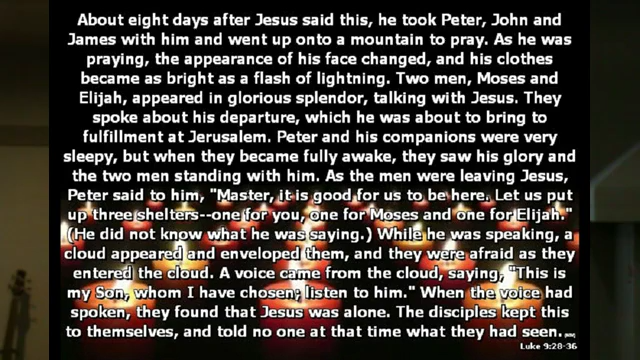 About eight days after Jesus said this, he took Peter, John and
James with him and went up onto a mountain to pray. As he was
praying, the appearance of his face changed, and his clothes
became as bright as a flash of lightning. Two men, Moses and
Elijah, appeared in glorious splendor, talking with Jesus. They
spoke about his departure, which he was about to bring to
fulfillment at Jerusalem. Peter and his companions were very
sleepy, but when they became fully awake, they saw his glory and
the two men standing with him. As the men were leaving Jesus,
Peter said to him, "Master, it is good for us to be here. Let us put
up three shelters--one for you, one for Moses and one for Elijah."
(He did not know what he was saying.) While he was speaking, a
cloud appeared and enveloped them, and they were afraid as they
entered the cloud. A voice came from the cloud, saying, "This is
my Son, whom I have chosen; listen to him." When the voice had
spoken, they found that Jesus was alone. The disciples kept this
to themselves, and told no one at that time what they had seen.
Luke 9:28-36